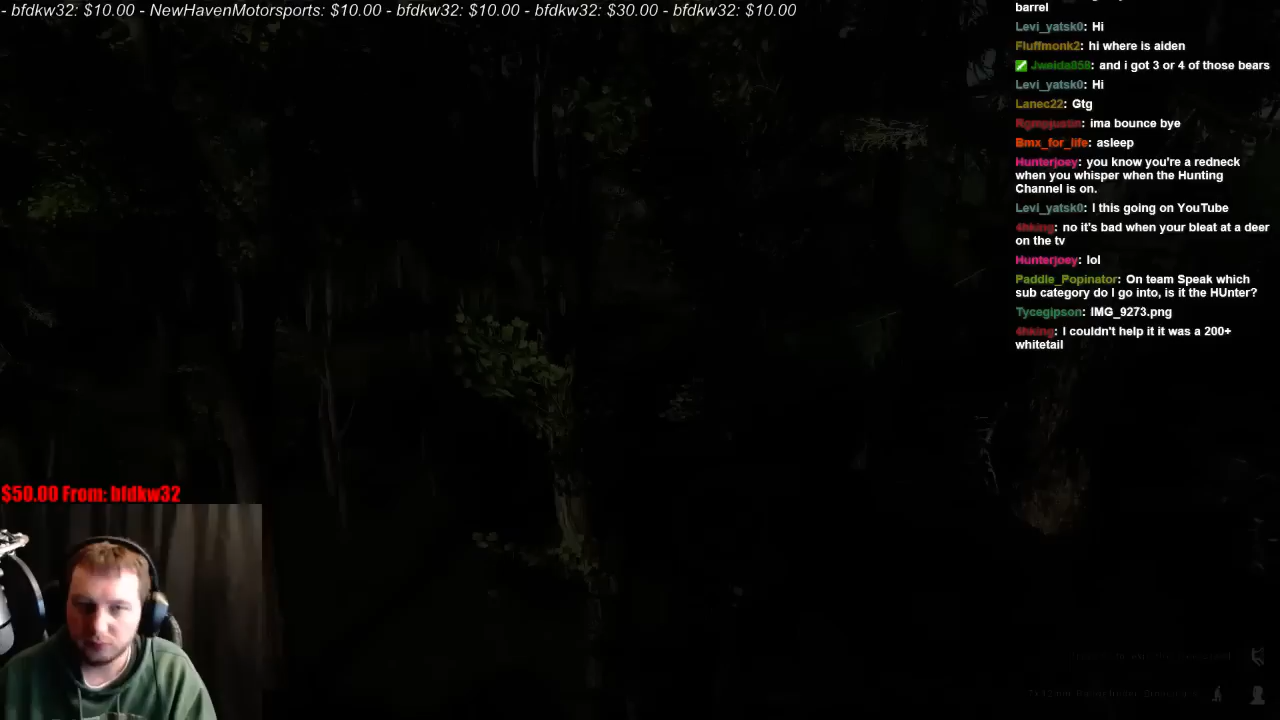 - bfdkw32: $10.00 - NewHavenMotorsports: $10.00 - bfdkw32: $10.00 - bfdkw32: $30.00 - bfdkw32: $10.00
barrel
Levi_yatsk0: Hi
Fluffmonk2: hi where is aiden
Jweida858: and i got 3 or 4 of those bears
Levi_yatsk0: Hi
Lanec22: Gtg
Rgmpjustin: ima bounce bye
Bmx_for_life: asleep
Hunterjoey: you know you're a redneck
when you whisper when the Hunting
Channel is on.
Levi_yatsk0: I this going on YouTube
4hking: no it's bad when your bleat at a deer
on the tv
Hunterjoey: lol
Paddle_Popinator: On team Speak which
sub category do I go into, is it the HUnter?
Tycegipson: IMG_9273.png
4hking: I couldn't help it it was a 200+
whitetail
$50.00 From: bfdkw32